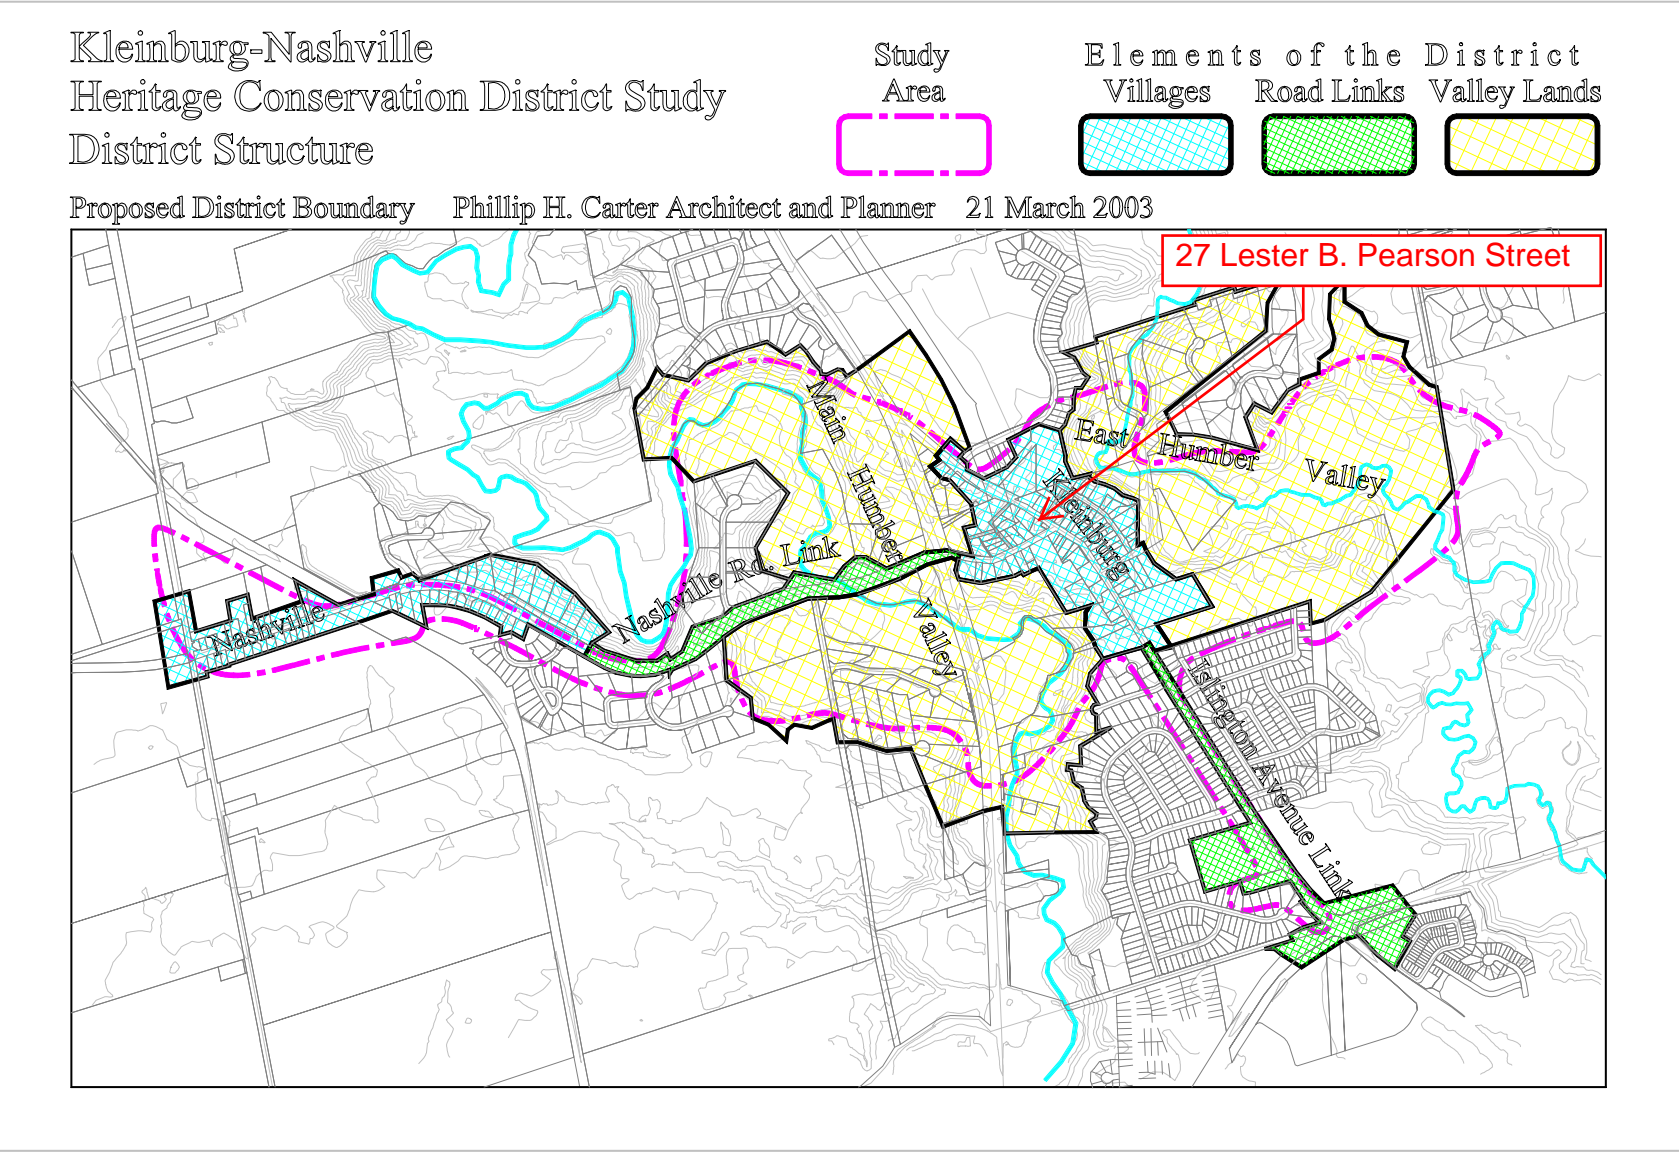 Kleinburg-Nashville
Heritage Conservation District Study
District Structure
Study
Area
Elements of the District
Villages
Road Links
Valley Lands
Proposed District Boundary Phillip H. Carter Architect and Planner 21 March 2003
27 Lester B. Pearson Street
Main
Humber
Valley
East Humber Valley
Kleinburg
Nashville Rd. Link
Nashville
Islington Avenue Link